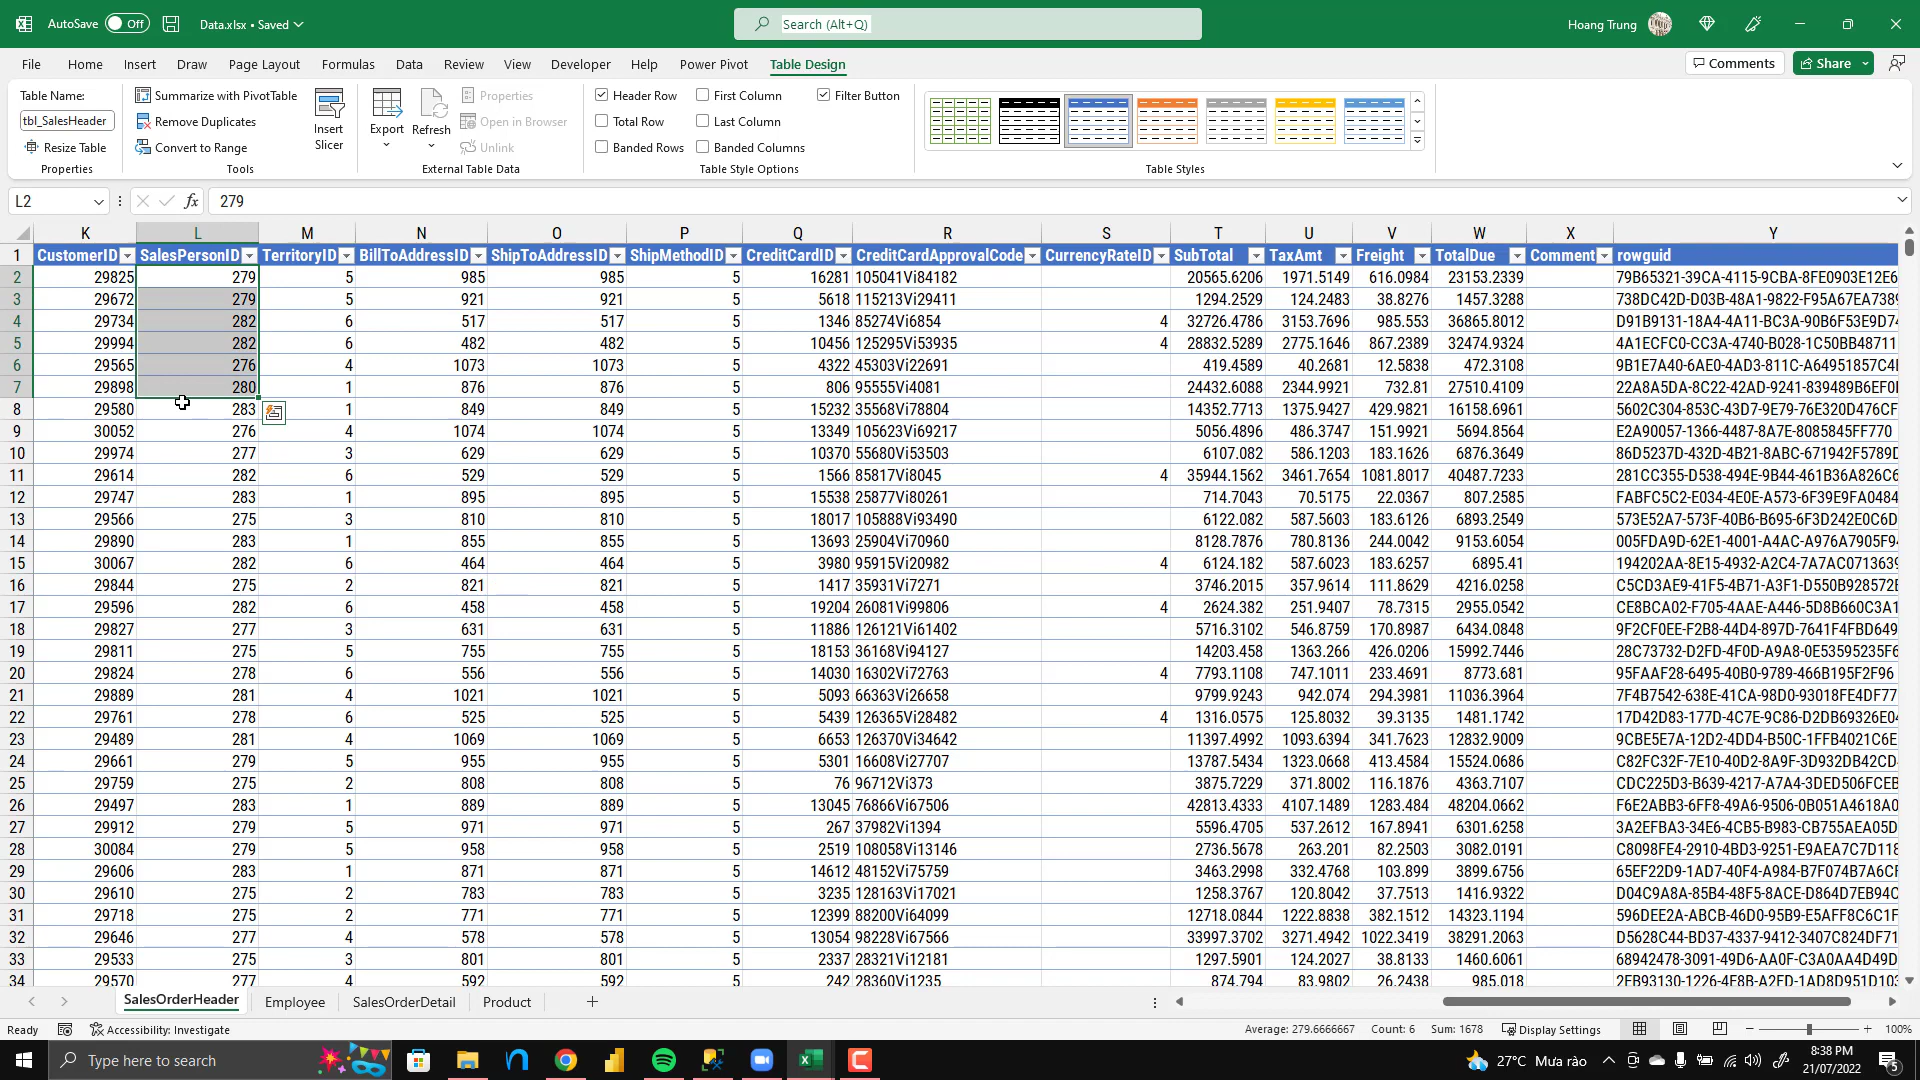 AutoSave Off Data.xlsx • Saved Search (Alt+Q) Hoang Trung
File Home Insert Draw Page Layout Formulas Data Review View Developer Help Power Pivot Table Design Comments Share
Table Name:
tbl_SalesHeader
Resize Table
Properties
Summarize with PivotTable
Remove Duplicates
Convert to Range
Tools
Insert Slicer
Export Refresh
Properties
Open in Browser
Unlink
External Table Data
Header Row First Column Filter Button
Total Row Last Column
Banded Rows Banded Columns
Table Style Options
Table Styles
L2 fx 279
K L M N O P Q R S T U V W X Y
1 CustomerID SalesPersonID TerritoryID BillToAddressID ShipToAddressID ShipMethodID CreditCardID CreditCardApprovalCode CurrencyRateID SubTotal TaxAmt Freight TotalDue Comment rowguid
2 29825 279 5 985 985 5 16281 105041Vi84182 20565.6206 1971.5149 616.0984 23153.2339 79B65321-39CA-4115-9CBA-8FE0903E12E6
3 29672 279 5 921 921 5 5618 115213Vi29411 1294.2529 124.2483 38.8276 1457.3288 738DC42D-D03B-48A1-9822-F95A67EA7389
4 29734 282 6 517 517 5 1346 85274Vi6854 4 32726.4786 3153.7696 985.553 36865.8012 D91B9131-18A4-4A11-BC3A-90B6F53E9D74
5 29994 282 6 482 482 5 10456 125295Vi53935 4 28832.5289 2775.1646 867.2389 32474.9324 4A1ECFC0-CC3A-4740-B028-1C50BB48711
6 29565 276 4 1073 1073 5 4322 45303Vi22691 419.4589 40.2681 12.5838 472.3108 9B1E7A40-6AE0-4AD3-811C-A64951857C4
7 29898 280 1 876 876 5 806 95555Vi4081 24432.6088 2344.9921 732.81 27510.4109 22A8A5DA-8C22-42AD-9241-839489B6EF0
8 29580 283 1 849 849 5 15232 35568Vi78804 14352.7713 1375.9427 429.9821 16158.6961 5602C304-853C-43D7-9E79-76E320D476CF
9 30052 276 4 1074 1074 5 13349 105623Vi69217 5056.4896 486.3747 151.9921 5694.8564 E2A90057-1366-4487-8A7E-8085845FF770
10 29974 277 3 629 629 5 10370 55680Vi53503 6107.082 586.1203 183.1626 6876.3649 86D5237D-432D-4B21-8ABC-671942F5789D
11 29614 282 6 529 529 5 1566 85817Vi8045 4 35944.1562 3461.7654 1081.8017 40487.7233 281CC355-D538-494E-9B44-461B36A826C6
12 29747 283 1 895 895 5 15538 25877Vi80261 714.7043 70.5175 22.0367 807.2585 FABFC5C2-E034-4E0E-A573-6F39E9FA0484
13 29566 275 3 810 810 5 18017 105888Vi93490 6122.082 587.5603 183.6126 6893.2549 573E52A7-573F-40B6-B695-6F3D242E0C6D
14 29890 283 1 855 855 5 13693 25904Vi70960 8128.7876 780.8136 244.0042 9153.6054 005FDA9D-62E1-4001-A4AC-A976A7905F9
15 30067 282 6 464 464 5 3980 95915Vi20982 4 6124.182 587.6023 183.6257 6895.41 194202AA-8E15-4932-A2C4-7A7AC0713639
16 29844 275 2 821 821 5 1417 35931Vi7271 3746.2015 357.9614 111.8629 4216.0258 C5CD3AE9-41F5-4B71-A3F1-D550B928572
17 29596 282 6 458 458 5 19204 26081Vi99806 4 2624.382 251.9407 78.7315 2955.0542 CE8BCA02-F705-4AAE-A446-5D8B660C3A1
18 29827 277 3 631 631 5 11886 126121Vi61402 5716.3102 546.8759 170.8987 6434.0848 9F2CF0EE-F2B8-44D4-897D-7641F4FBD649
19 29811 275 5 755 755 5 18153 36168Vi94127 14203.458 1363.266 426.0206 15992.7446 28C73732-D2FD-4F0D-A9A8-0E53595235F6
20 29824 278 6 556 556 5 14030 16302Vi72763 4 7793.1108 747.1011 233.4691 8773.681 95FAAF28-6495-40B0-9789-466B195F2F96
21 29889 281 4 1021 1021 5 5093 66363Vi26658 9799.9243 942.074 294.3981 11036.3964 7F4B7542-638E-41CA-98D0-93018FE4DF77
22 29761 278 6 525 525 5 5439 126365Vi28482 4 1316.0575 125.8032 39.3135 1481.1742 17D42D83-177D-4C7E-9C86-D2DB69326E04
23 29489 281 4 1069 1069 5 6653 126370Vi34642 11397.4992 1093.6394 341.7623 12832.9009 9CBE5E7A-12D2-4DD4-B50C-1FFB4021C6E
24 29661 279 5 955 955 5 5301 16608Vi27707 13787.5434 1323.0668 413.4584 15524.0686 C82FC32F-7E10-40D2-8A9F-3D932DB42CD
25 29759 275 2 808 808 5 76 96712Vi373 3875.7229 371.8002 116.1876 4363.7107 CDC225D3-B639-4217-A7A4-3DED506FCEB
26 29497 283 1 889 889 5 13045 76866Vi67506 42813.4333 4107.1489 1283.484 48204.0662 F6E2ABB3-6FF8-49A6-9506-0B051A4618A0
27 29912 279 5 971 971 5 267 37982Vi1394 5596.4705 537.2612 167.8941 6301.6258 3A2EFBA3-34E6-4CB5-B983-CB755AEA05D
28 30084 279 5 958 958 5 2519 108058Vi13146 2736.5678 263.201 82.2503 3082.0191 C8098FE4-2910-4BD3-9251-E9AEA7C7D118
29 29606 283 1 871 871 5 14612 48152Vi75759 3463.2998 332.4768 103.899 3899.6756 65EF22D9-1AD7-40F4-A984-B7F074B7A6C
30 29610 275 2 783 783 5 3235 128163Vi17021 1258.3767 120.8042 37.7513 1416.9322 D04C9A8A-85B4-48F5-8ACE-D864D7EB94C
31 29718 275 2 771 771 5 12399 88200Vi64099 12718.0844 1222.8838 382.1512 14323.1194 596DEE2A-ABCB-46D0-95B9-E5AFF8C6C1F
32 29646 277 4 578 578 5 13054 98228Vi67566 33997.3702 3271.4942 1022.3419 38291.2063 D5628C44-BD37-4337-9412-3407C824DF71
33 29533 275 3 801 801 5 2337 28321Vi12181 1297.5901 124.2027 38.8133 1460.6061 68942478-3091-49D6-AA0F-C3A0AA4D49D
34 29570 277 4 592 592 5 242 28360Vi1235 874.794 83.9802 26.2438 985.018 2FB93130-1226-4F8B-A2FD-1AD8D951D103
SalesOrderHeader Employee SalesOrderDetail Product
Ready Accessibility: Investigate Average: 279.6666667 Count: 6 Sum: 1678 Display Settings 100%
Type here to search 27°C Mưa rào 8:38 PM
21/07/2022 5